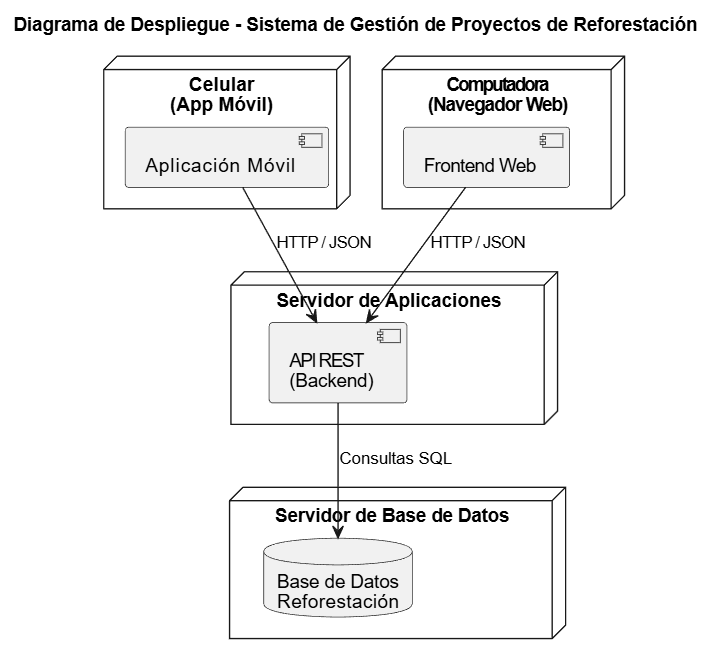 Diagrama de Despliegue - Sistema de Gestión de Proyectos de Reforestación
Celular
(App Móvil)
Aplicación Móvil
Computadora
(Navegador Web)
Frontend Web
HTTP / JSON
HTTP / JSON
Servidor de Aplicaciones
API REST
(Backend)
Consultas SQL
Servidor de Base de Datos
Base de Datos
Reforestación